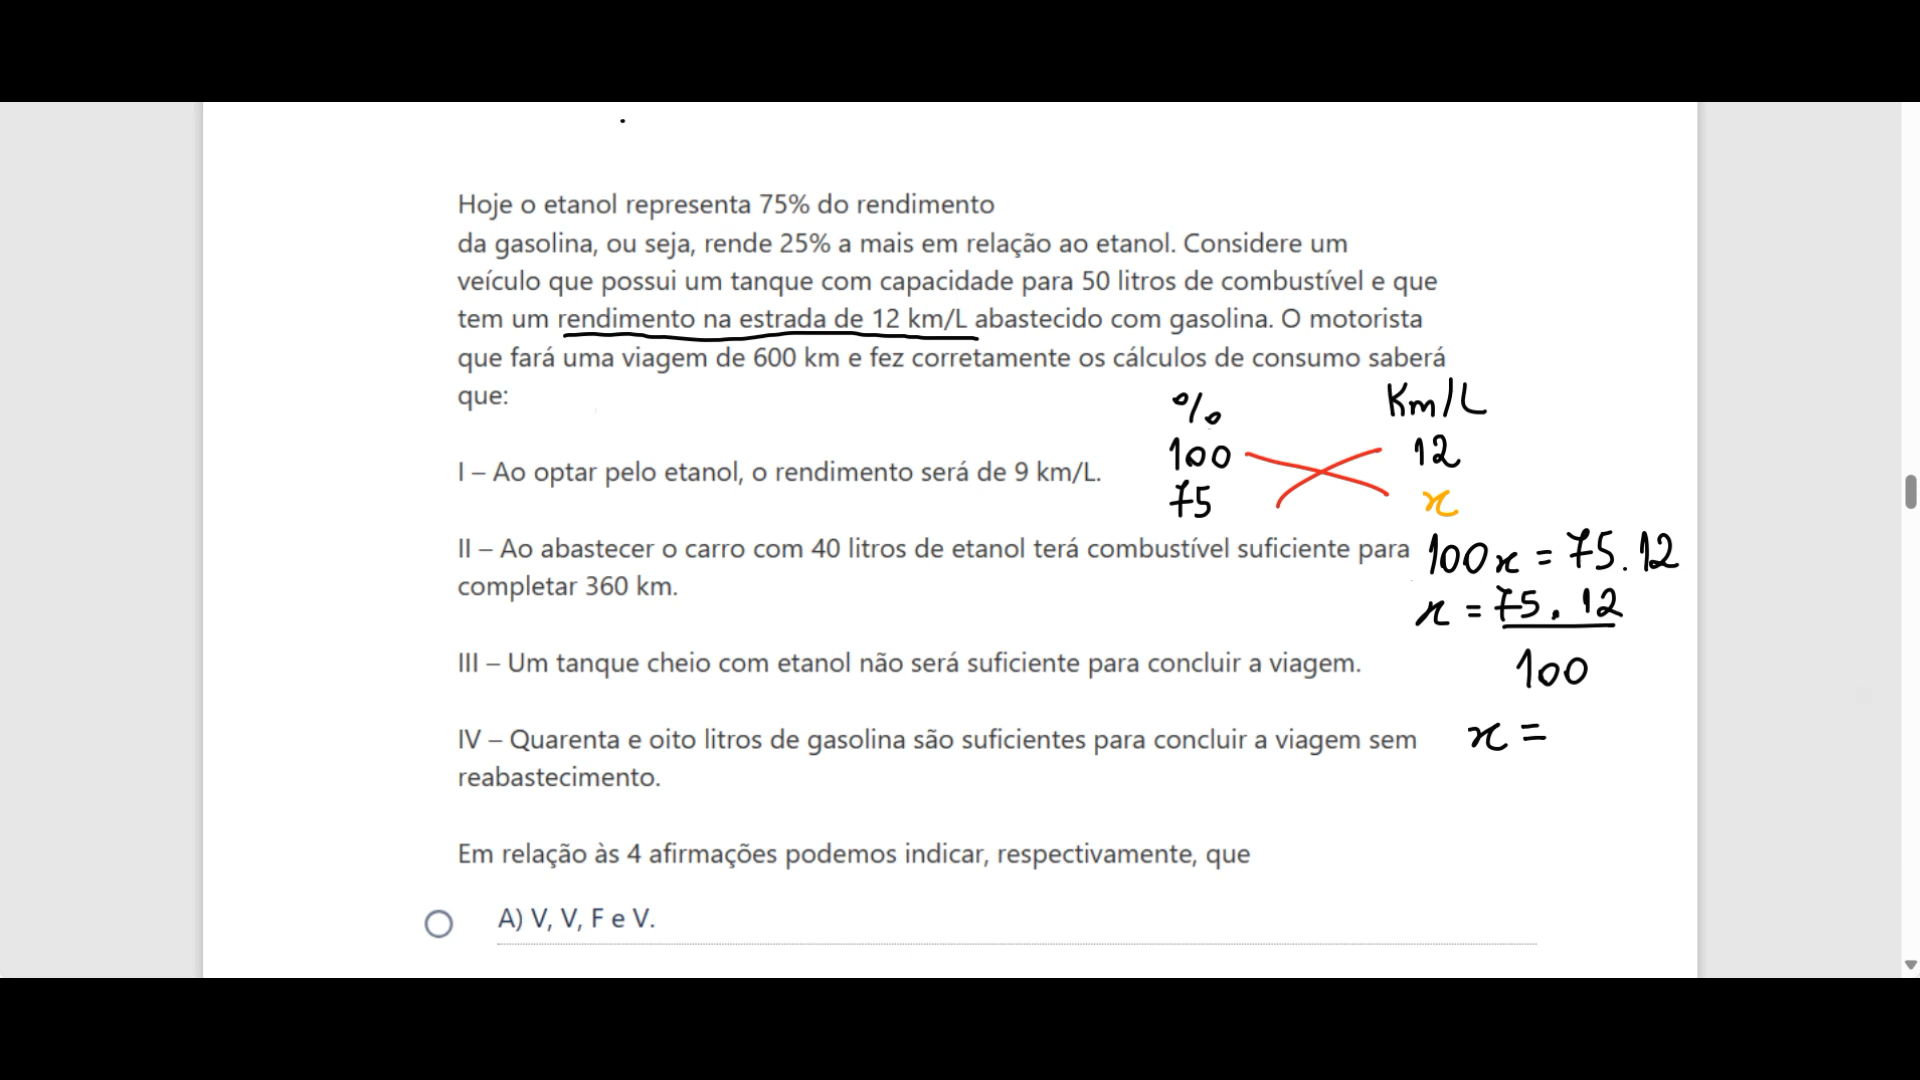 Hoje o etanol representa 75% do rendimento
da gasolina, ou seja, rende 25% a mais em relação ao etanol. Considere um
veículo que possui um tanque com capacidade para 50 litros de combustível e que
tem um rendimento na estrada de 12 km/L abastecido com gasolina. O motorista
que fará uma viagem de 600 km e fez corretamente os cálculos de consumo saberá
que:
% Km/L
100 12
75 x
I – Ao optar pelo etanol, o rendimento será de 9 km/L.
II – Ao abastecer o carro com 40 litros de etanol terá combustível suficiente para
completar 360 km.
100x = 75.12
x = 75.12
100
III – Um tanque cheio com etanol não será suficiente para concluir a viagem.
IV – Quarenta e oito litros de gasolina são suficientes para concluir a viagem sem
reabastecimento.
x =
Em relação às 4 afirmações podemos indicar, respectivamente, que
A) V, V, F e V.